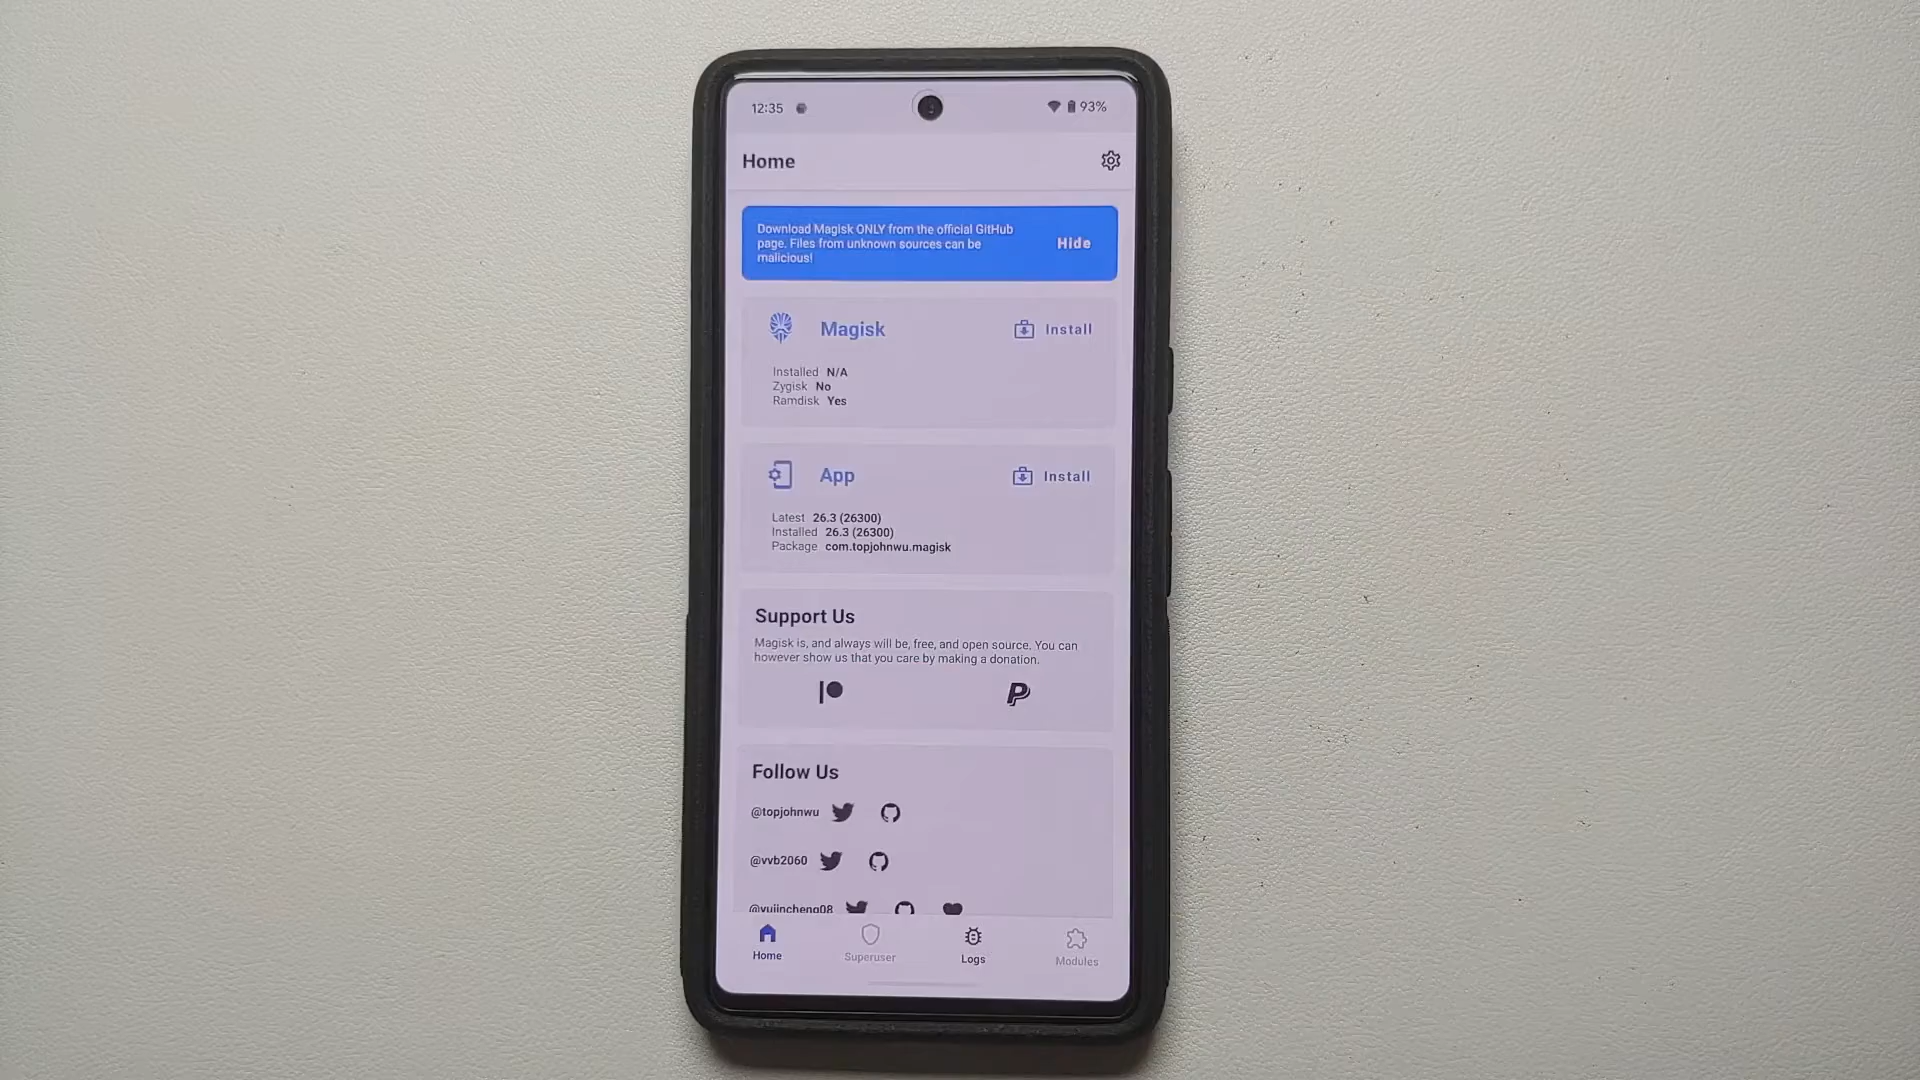 12:35
93%
Home
Download Magisk ONLY from the official GitHub
page. Files from unknown sources can be
malicious!
Hide
Magisk
Install
Installed N/A
Zygisk No
Ramdisk Yes
App
Install
Latest 26.3 (26300)
Installed 26.3 (26300)
Package com.topjohnwu.magisk
Support Us
Magisk is, and always will be, free, and open source. You can
however show us that you care by making a donation.
Follow Us
@topjohnwu
@vvb2060
@yujincheng08
Home
Superuser
Logs
Modules